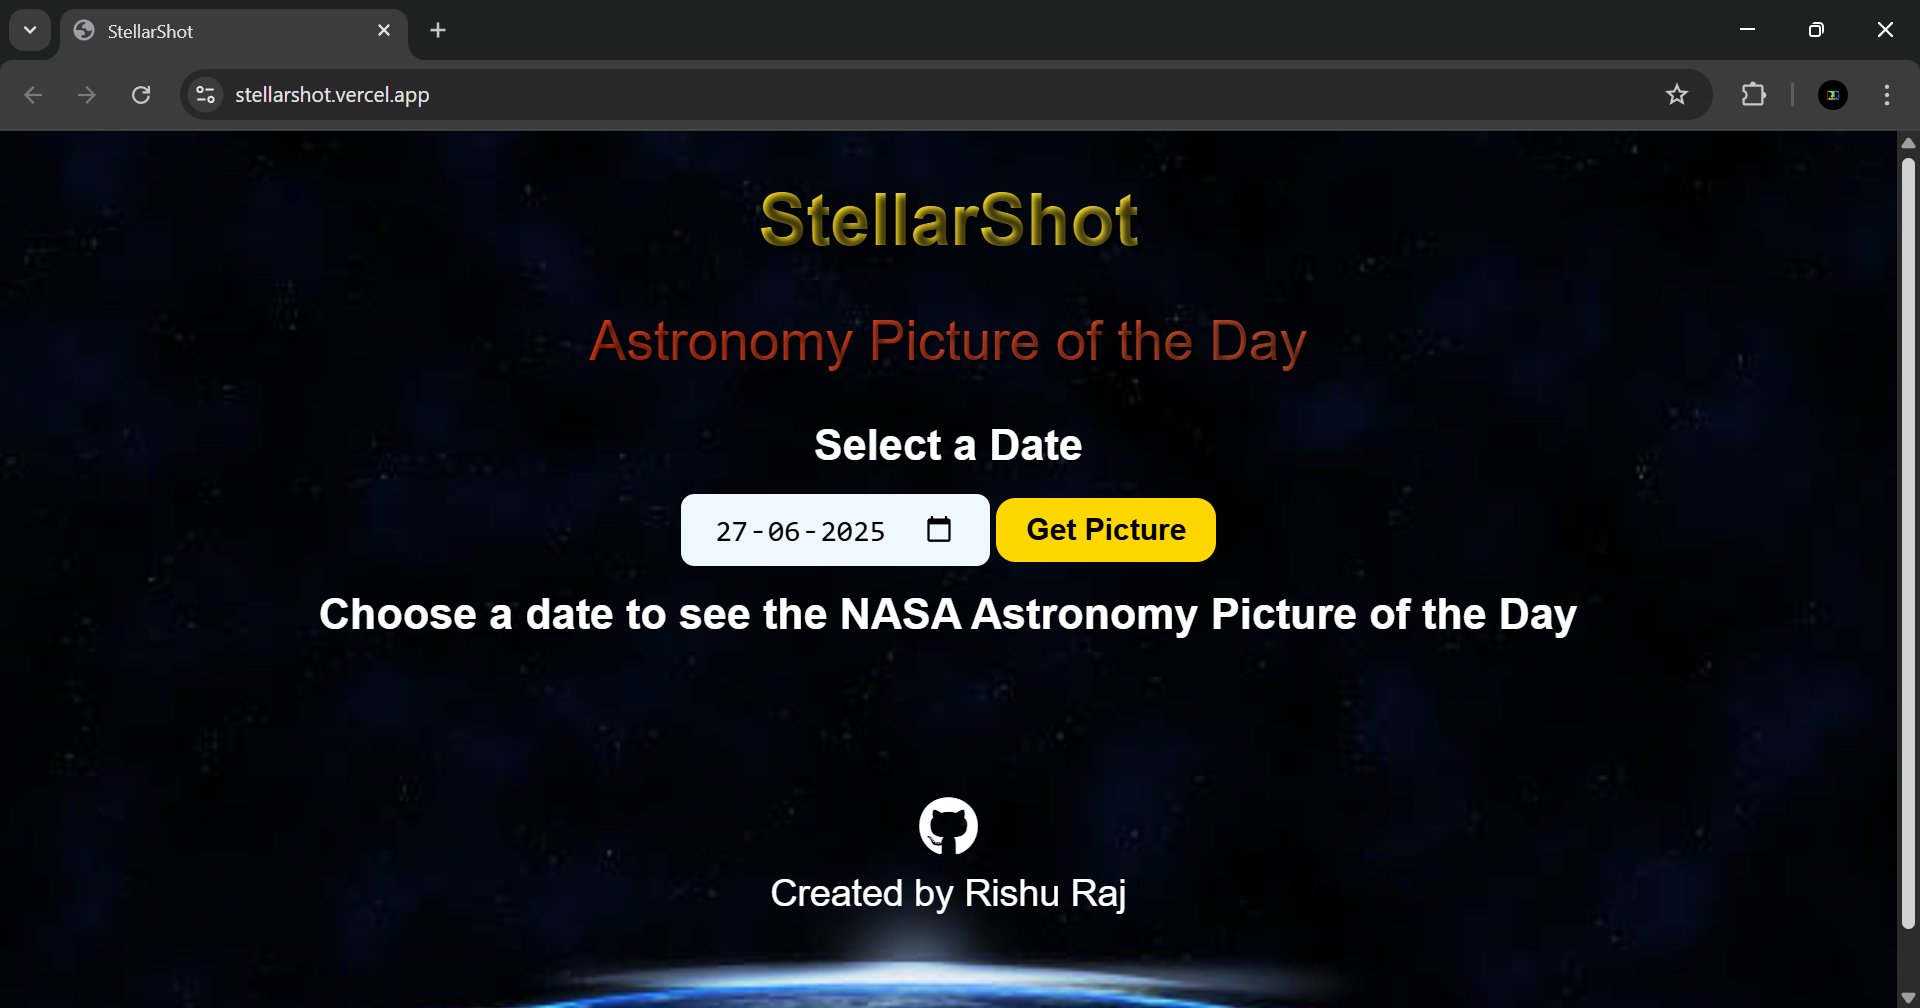 StellarShot
stellarshot.vercel.app
StellarShot
Astronomy Picture of the Day
Select a Date
27-06-2025 Get Picture
Choose a date to see the NASA Astronomy Picture of the Day
Created by Rishu Raj